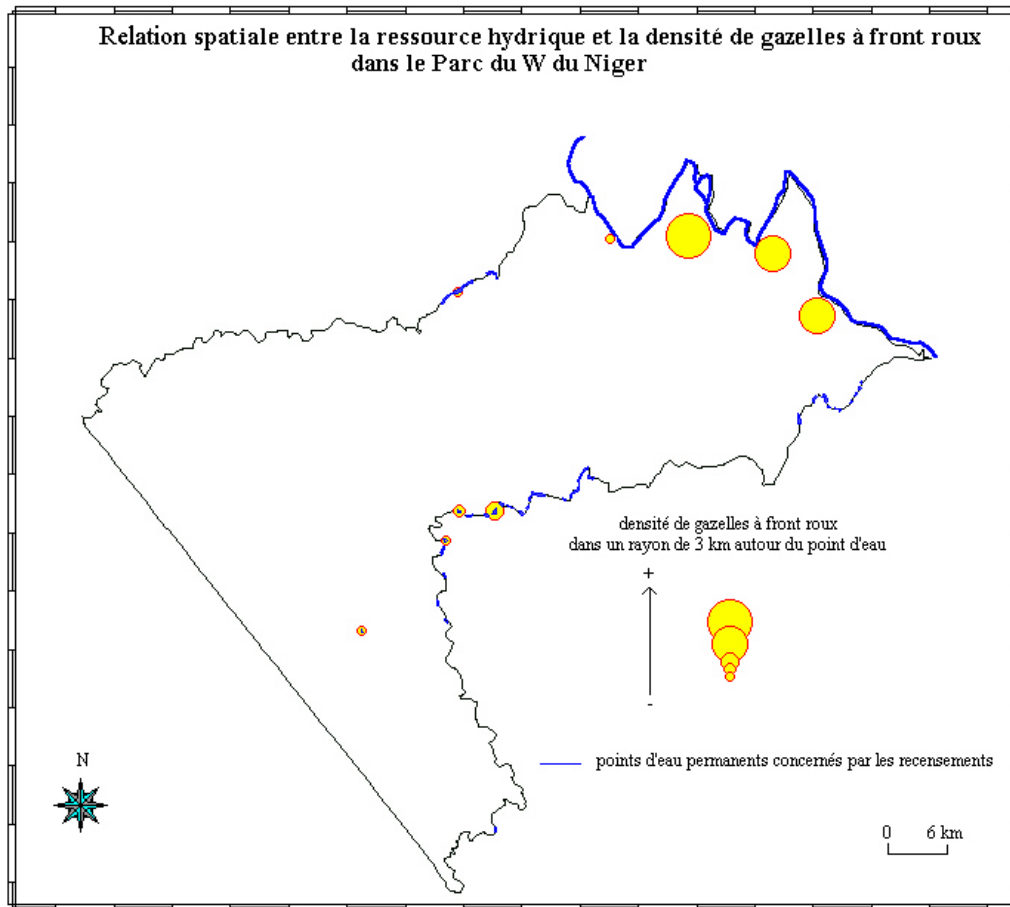 Relation spatiale entre la ressource hydrique et la densité de gazelles à front roux
dans le Parc du W du Niger
densité de gazelles à front roux
dans un rayon de 3 km autour du point d'eau
+
-
points d'eau permanents concernés par les recensements
N
0 6 km